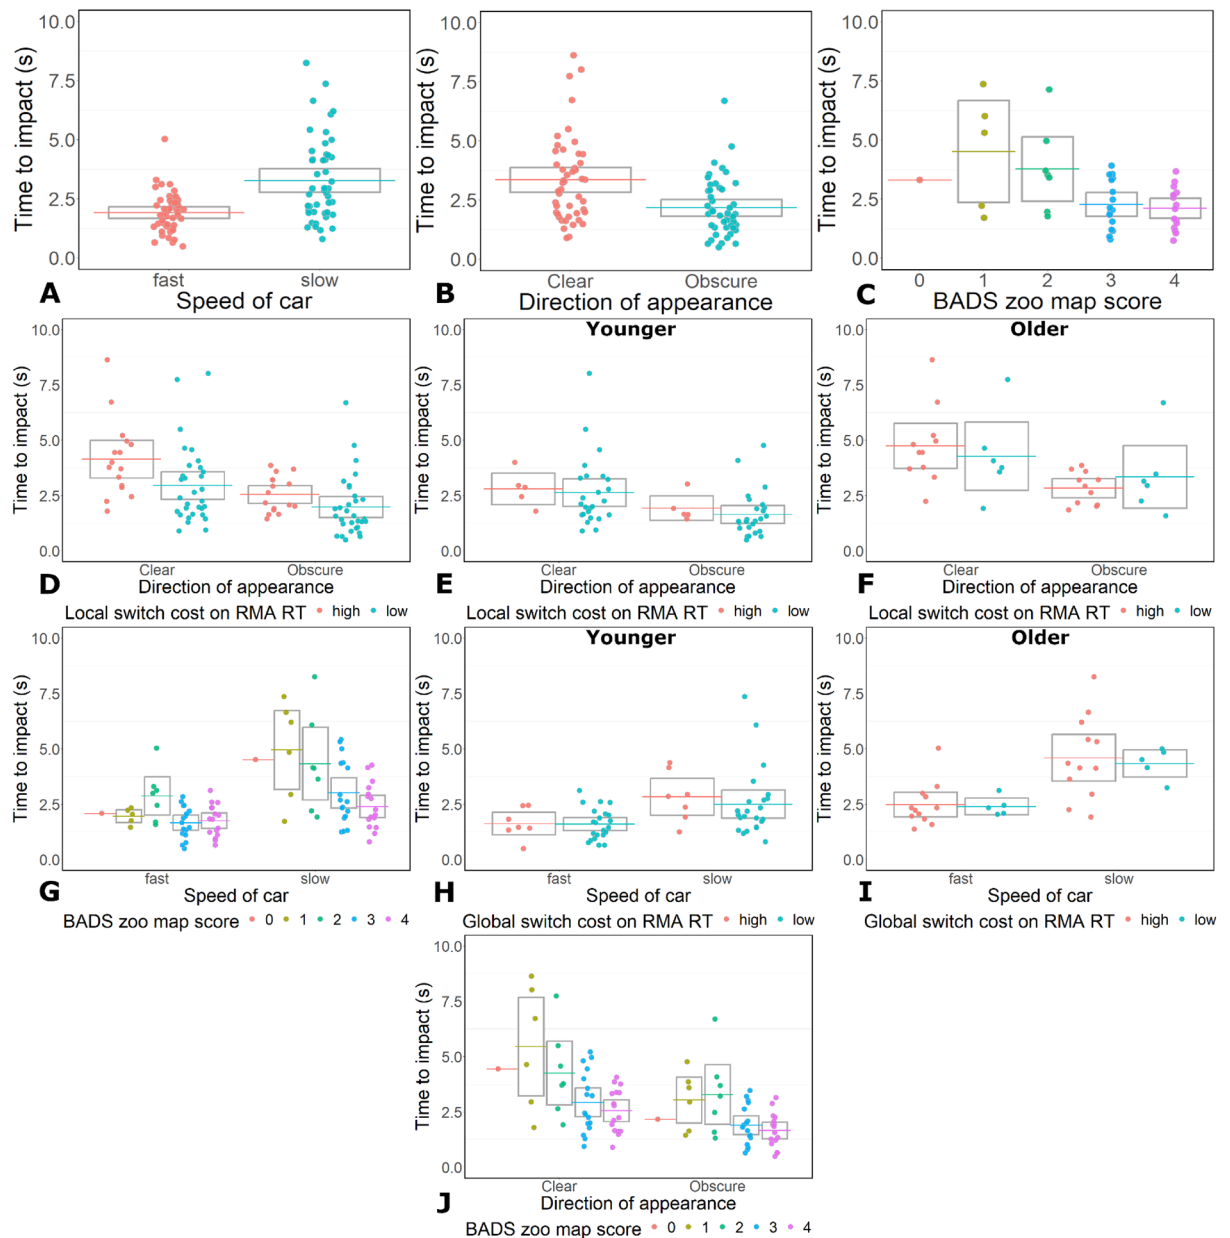 10.0
7.5
5.0
2.5
0.0
Time to impact (s)
fast
slow
A
Speed of car
10.0
7.5
5.0
2.5
0.0
Time to impact (s)
Clear
Obscure
B
Direction of appearance
10.0
7.5
5.0
2.5
0.0
Time to impact (s)
0 1 2 3 4
C
BADS zoo map score
10.0
7.5
5.0
2.5
0.0
Time to impact (s)
Clear
Obscure
D
Direction of appearance
Local switch cost on RMA RT high low
Younger
10.0
7.5
5.0
2.5
0.0
Time to impact (s)
Clear
Obscure
E
Direction of appearance
Local switch cost on RMA RT high low
Older
10.0
7.5
5.0
2.5
0.0
Time to impact (s)
Clear
Obscure
F
Direction of appearance
Local switch cost on RMA RT high low
10.0
7.5
5.0
2.5
0.0
Time to impact (s)
fast
slow
G
Speed of car
BADS zoo map score 0 1 2 3 4
Younger
10.0
7.5
5.0
2.5
0.0
Time to impact (s)
fast
slow
H
Speed of car
Global switch cost on RMA RT high low
Older
10.0
7.5
5.0
2.5
0.0
Time to impact (s)
fast
slow
I
Speed of car
Global switch cost on RMA RT high low
10.0
7.5
5.0
2.5
0.0
Time to impact (s)
Clear
Obscure
J
Direction of appearance
BADS zoo map score 0 1 2 3 4